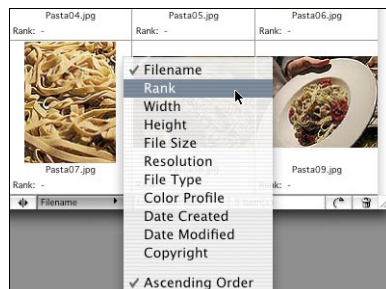 Pasta04.jpg Pasta05.jpg Pasta06.jpg
Rank: - Rank: - Rank: -
✓ Filename
Rank
Width
Height
File Size
Resolution
File Type
Color Profile
Date Created
Date Modified
Copyright
✓ Ascending Order
Pasta07.jpg Pasta09.jpg
Rank: -
Filename